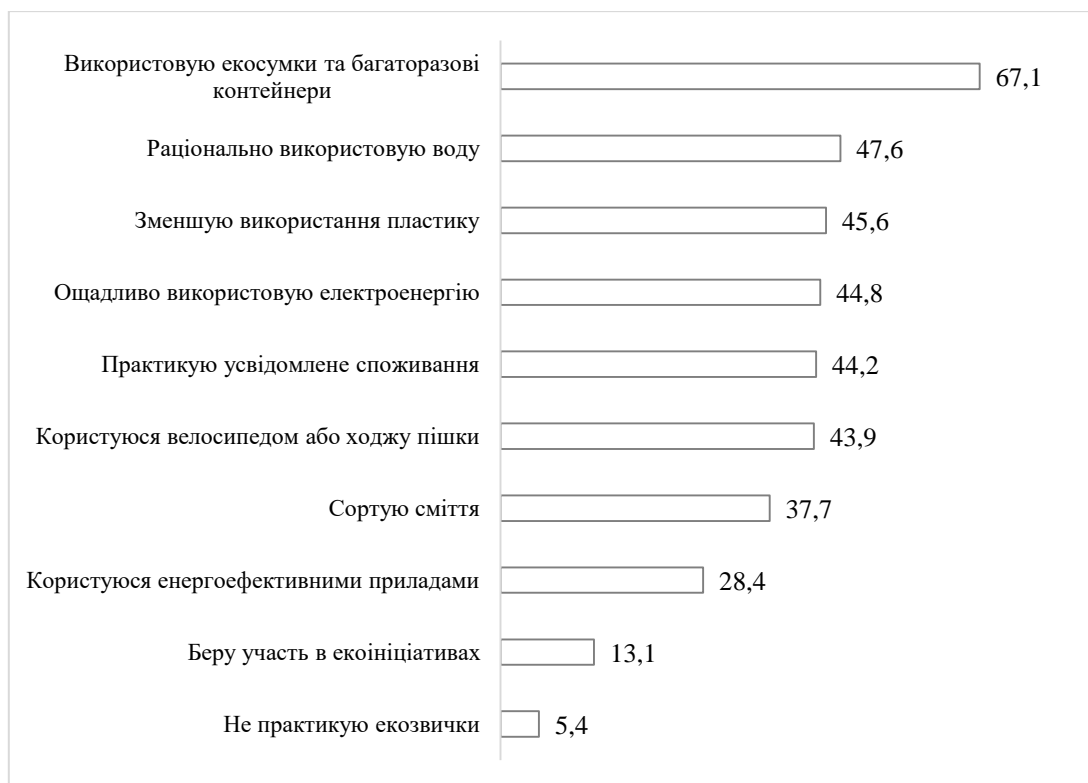 Використовую екосумки та багаторазові
контейнери
67,1
Раціонально використовую воду
47,6
Зменшую використання пластику
45,6
Ощадливо використовую електроенергію
44,8
Практикую усвідомлене споживання
44,2
Користуюся велосипедом або ходжу пішки
43,9
Сортую сміття
37,7
Користуюся енергоефективними приладами
28,4
Беру участь в екоініціативах
13,1
Не практикую екозвички
5,4